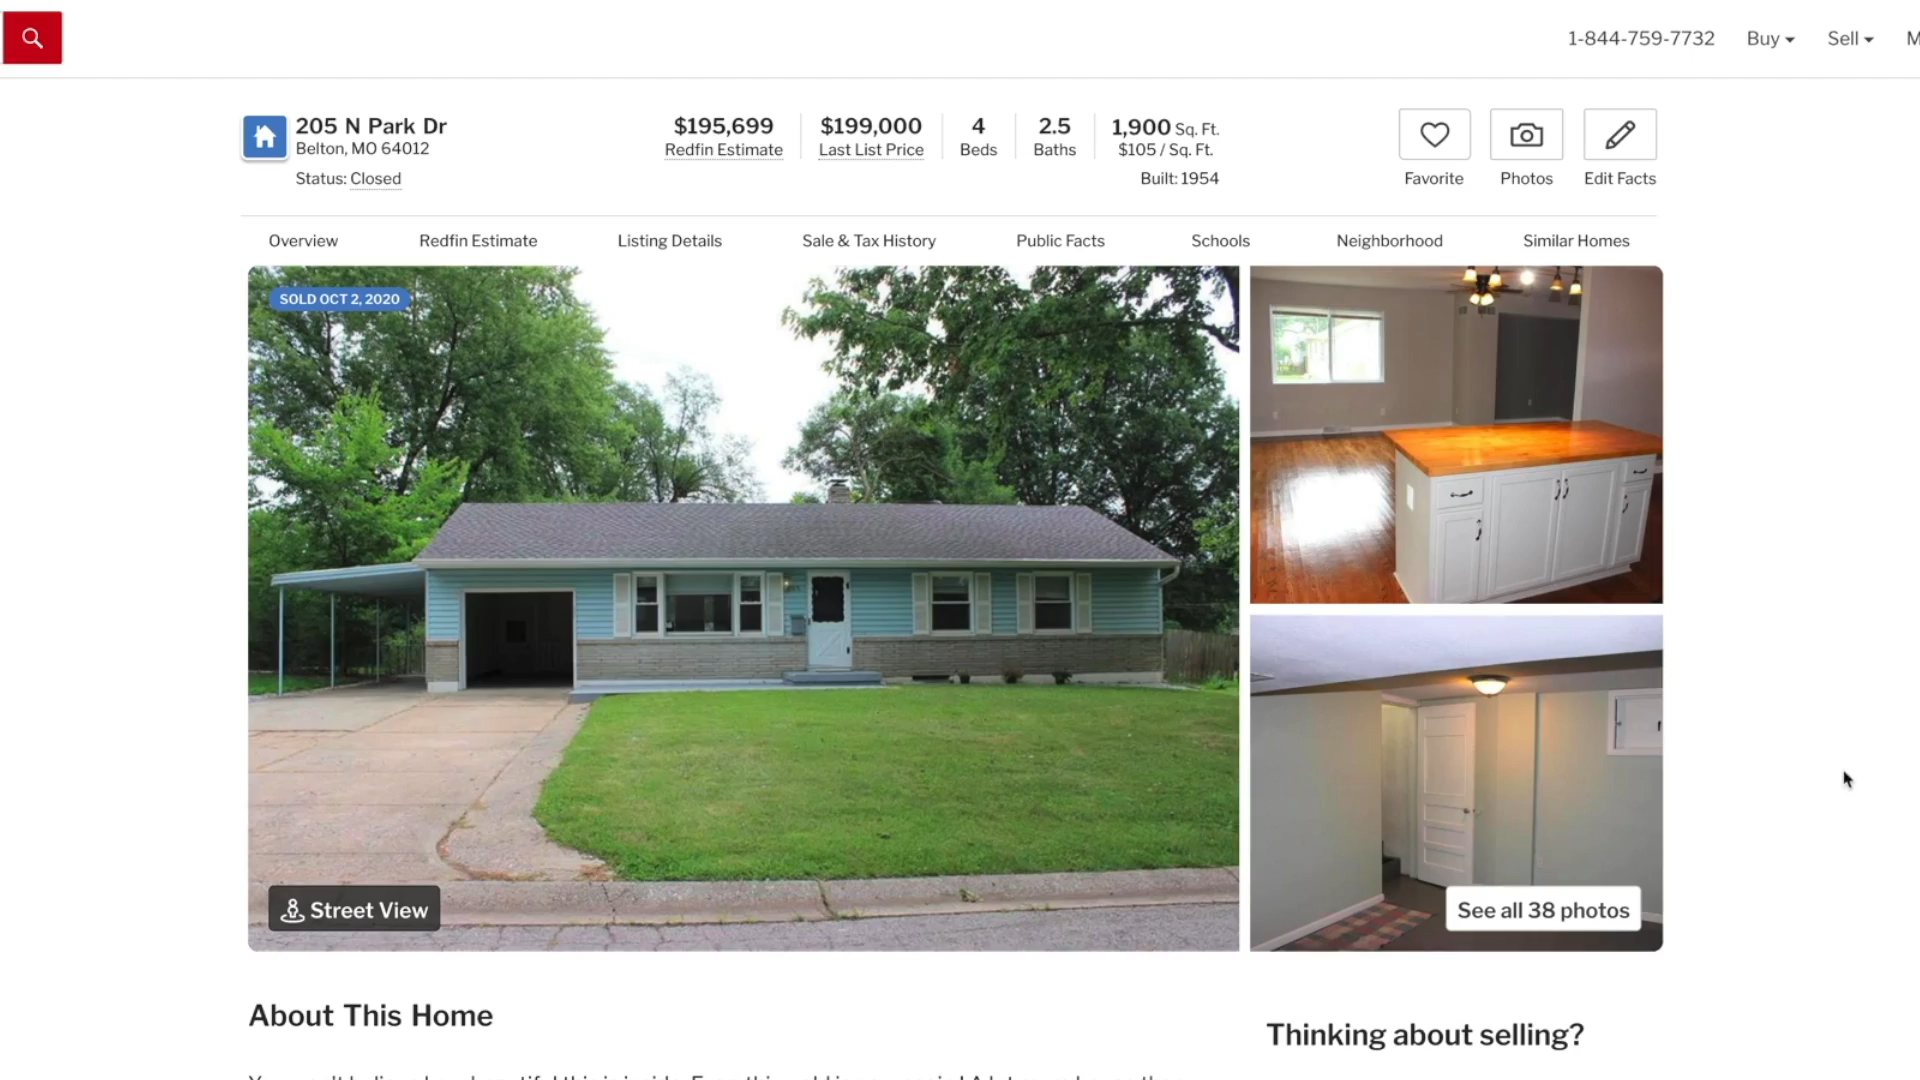 1-844-759-7732 Buy Sell
205 N Park Dr
Belton, MO 64012
Status: Closed
$195,699
Redfin Estimate
$199,000
Last List Price
4
Beds
2.5
Baths
1,900 Sq. Ft.
$105 / Sq. Ft.
Built: 1954
Favorite
Photos
Edit Facts
Overview Redfin Estimate Listing Details Sale & Tax History Public Facts Schools Neighborhood Similar Homes
SOLD OCT 2, 2020
Street View
See all 38 photos
About This Home
Thinking about selling?